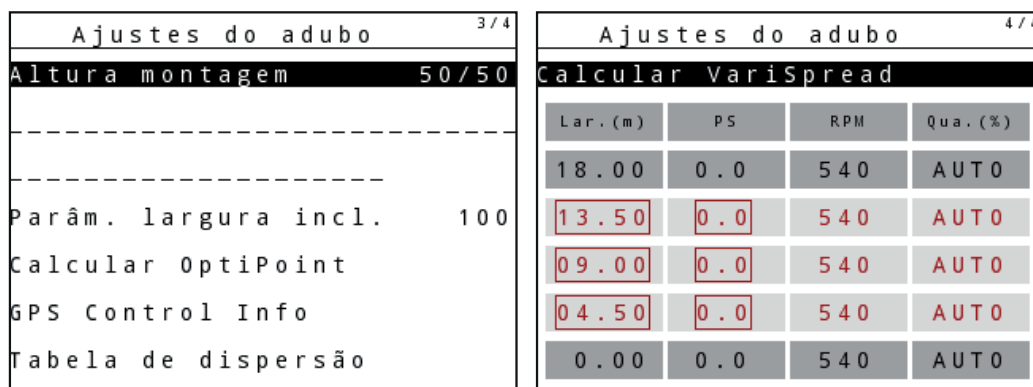 Ajustes do adubo 3/4
Altura montagem 50/50
Parâm. largura incl. 100
Calcular OptiPoint
GPS Control Info
Tabela de dispersão
Ajustes do adubo 4/4
Calcular VariSpread
Lar.(m) PS RPM Qua.(%)
18.00 0.0 540 AUTO
13.50 0.0 540 AUTO
09.00 0.0 540 AUTO
04.50 0.0 540 AUTO
0.00 0.0 540 AUTO